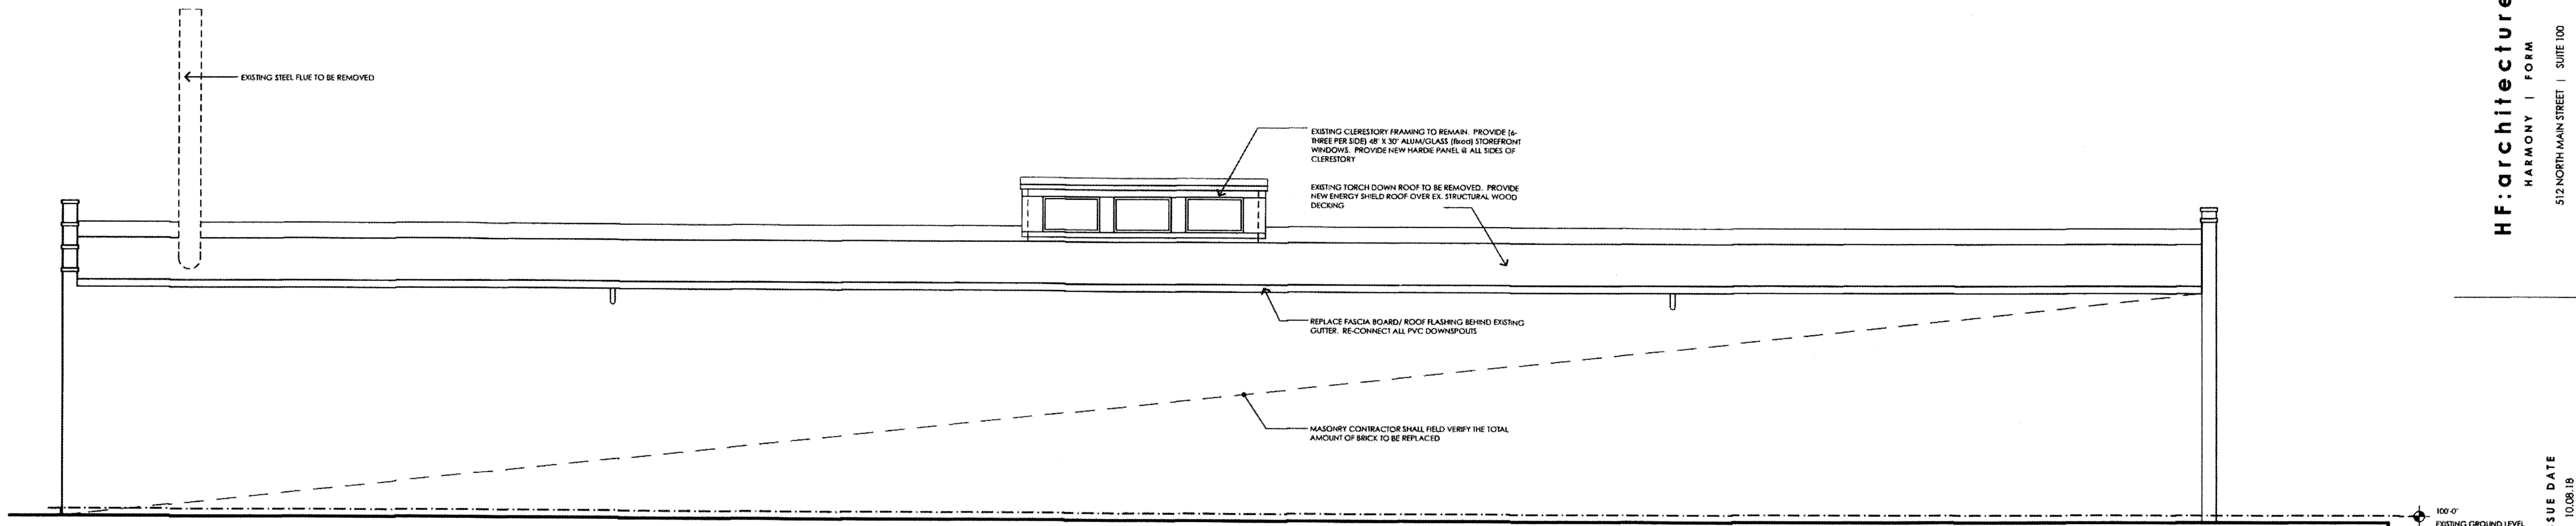 EXISTING STEEL FLUE TO BE REMOVED
EXISTING CLERESTORY FRAMING TO REMAIN. PROVIDE (6-
THREE PER SIDE) 48" X 30" ALUM/GLASS (fixed) STOREFRONT
WINDOWS. PROVIDE NEW HARDIE PANEL @ ALL SIDES OF
CLERESTORY
EXISTING TORCH DOWN ROOF TO BE REMOVED. PROVIDE
NEW ENERGY SHIELD ROOF OVER EX. STRUCTURAL WOOD
DECKING
REPLACE FASCIA BOARD/ ROOF FLASHING BEHIND EXISTING
GUTTER. RE-CONNECT ALL PVC DOWNSPOUTS
MASONRY CONTRACTOR SHALL FIELD VERIFY THE TOTAL
AMOUNT OF BRICK TO BE REPLACED
100'-0"
EXISTING GROUND LEVEL
HF:architecture
HARMONY | FORM
512 NORTH MAIN STREET | SUITE 100
SUE DATE
0.08.18